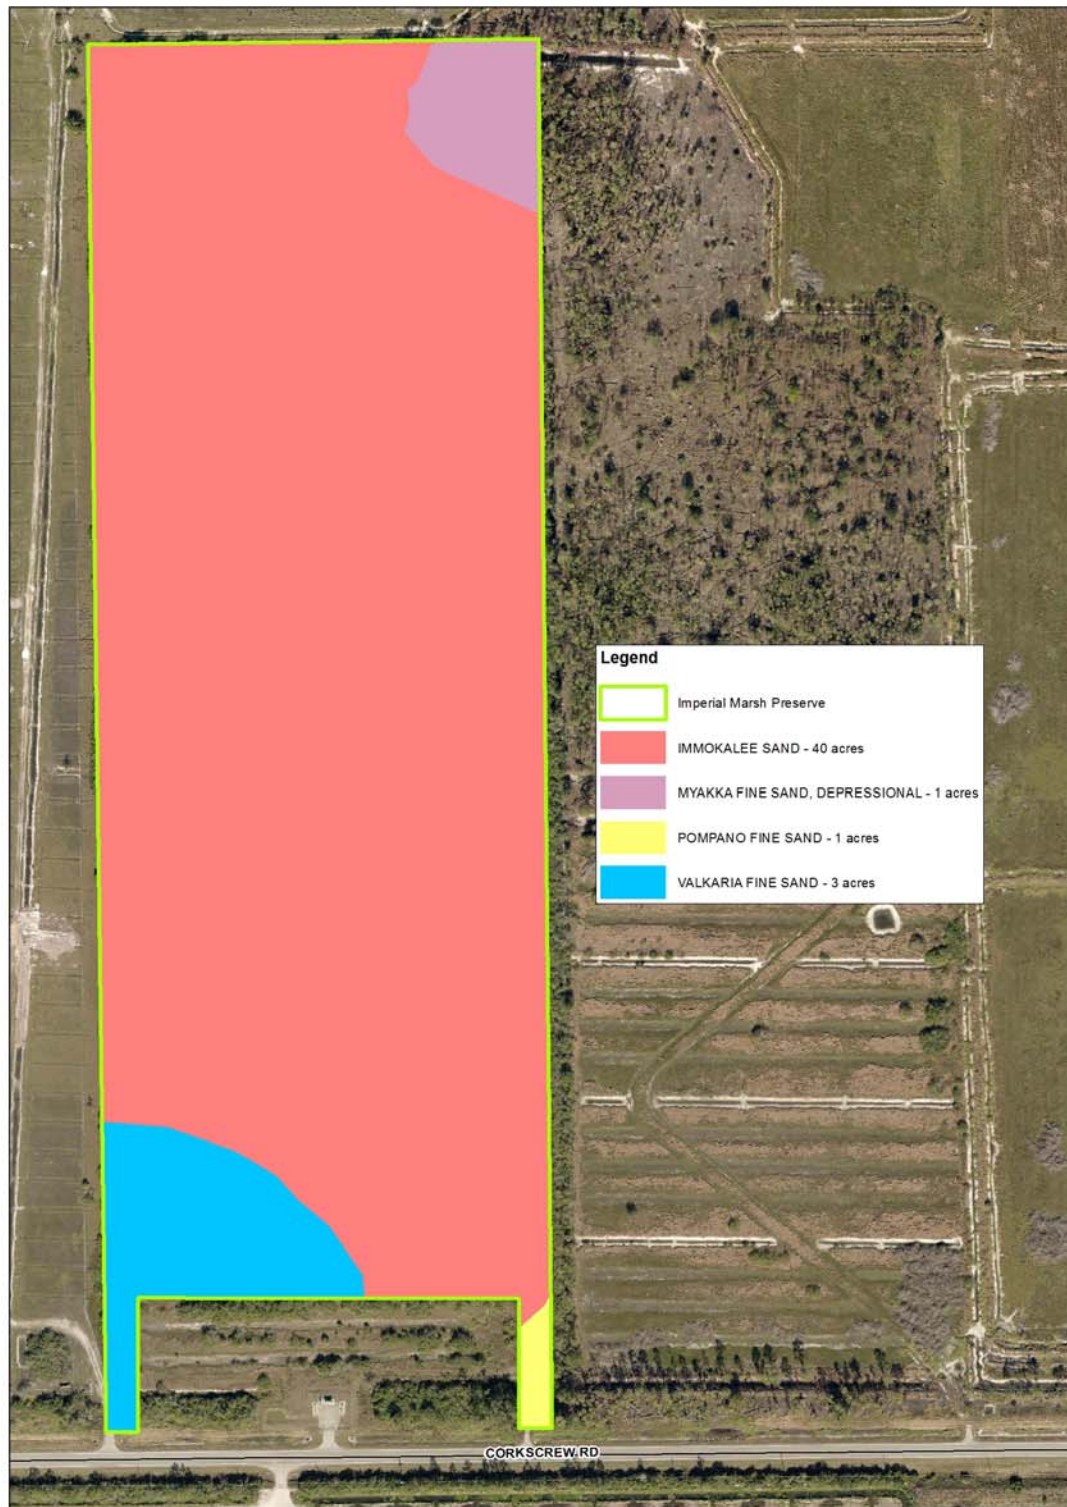 Legend
Imperial Marsh Preserve
IMMOKALEE SAND - 40 acres
MYAKKA FINE SAND, DEPRESSIONAL - 1 acres
POMPANO FINE SAND - 1 acres
VALKARIA FINE SAND - 3 acres
CORKSCREW RD